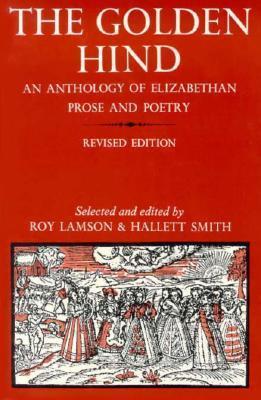 THE GOLDEN
HIND
AN ANTHOLOGY OF ELIZABETHAN
PROSE AND POETRY
REVISED EDITION
Selected and edited by
ROY LAMSON & HALLETT SMITH